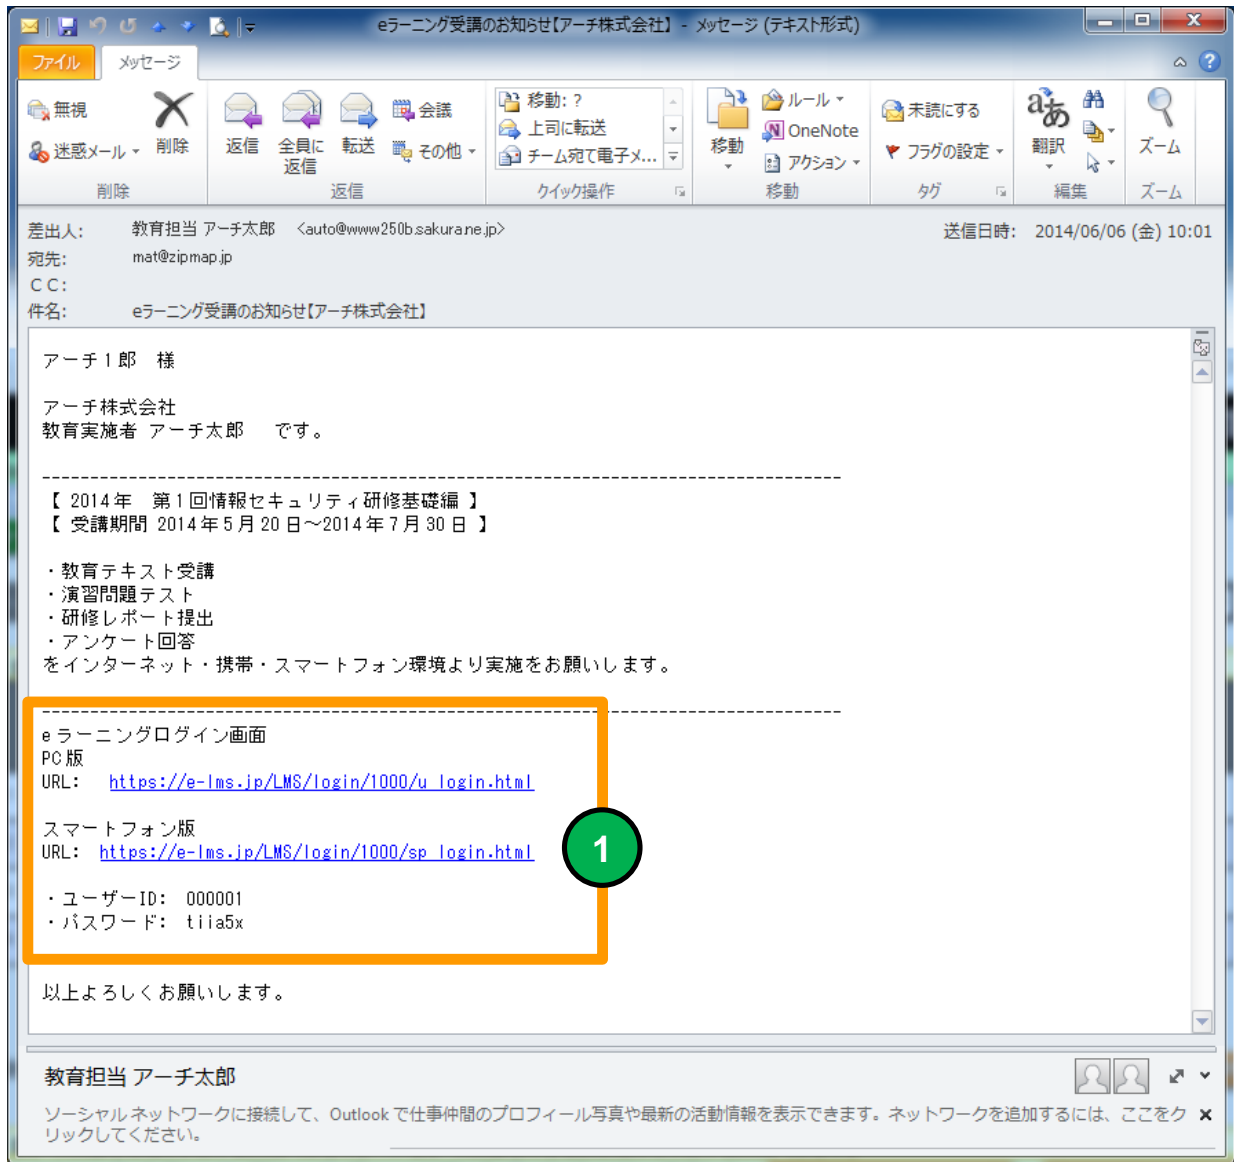 eラーニング受講のお知らせ【アーチ株式会社】 - メッセージ (テキスト形式)
ファイル メッセージ
無視
迷惑メール
削除
削除
返信
全員に
返信
転送
会議
その他
返信
移動: ?
上司に転送
チーム宛て電子メ...
クイック操作
移動
ルール
OneNote
アクション
移動
未読にする
フラグの設定
タグ
あ
翻訳
編集
ズーム
ズーム
差出人: 教育担当 アーチ太郎 <auto@www250b.sakura.ne.jp> 送信日時: 2014/06/06 (金) 10:01
宛先: mat@zipmap.jp
CC:
件名: eラーニング受講のお知らせ【アーチ株式会社】
アーチ1郎 様
アーチ株式会社
教育実施者 アーチ太郎 です。
-----------------------------------------------------------------------------------
【 2014年 第1回情報セキュリティ研修基礎編 】
【 受講期間 2014年5月20日～2014年7月30日 】
・教育テキスト受講
・演習問題テスト
・研修レポート提出
・アンケート回答
をインターネット・携帯・スマートフォン環境より実施をお願いします。
-----------------------------------------------------------------------------------
eラーニングログイン画面
PC版
URL: https://e-lms.jp/LMS/login/1000/u_login.html
スマートフォン版
URL: https://e-lms.jp/LMS/login/1000/sp_login.html
1
・ユーザーID: 000001
・パスワード: tiia5x
以上よろしくお願いします。
教育担当 アーチ太郎
ソーシャル ネットワークに接続して、Outlook で仕事仲間のプロフィール写真や最新の活動情報を表示できます。ネットワークを追加するには、ここをク
リックしてください。